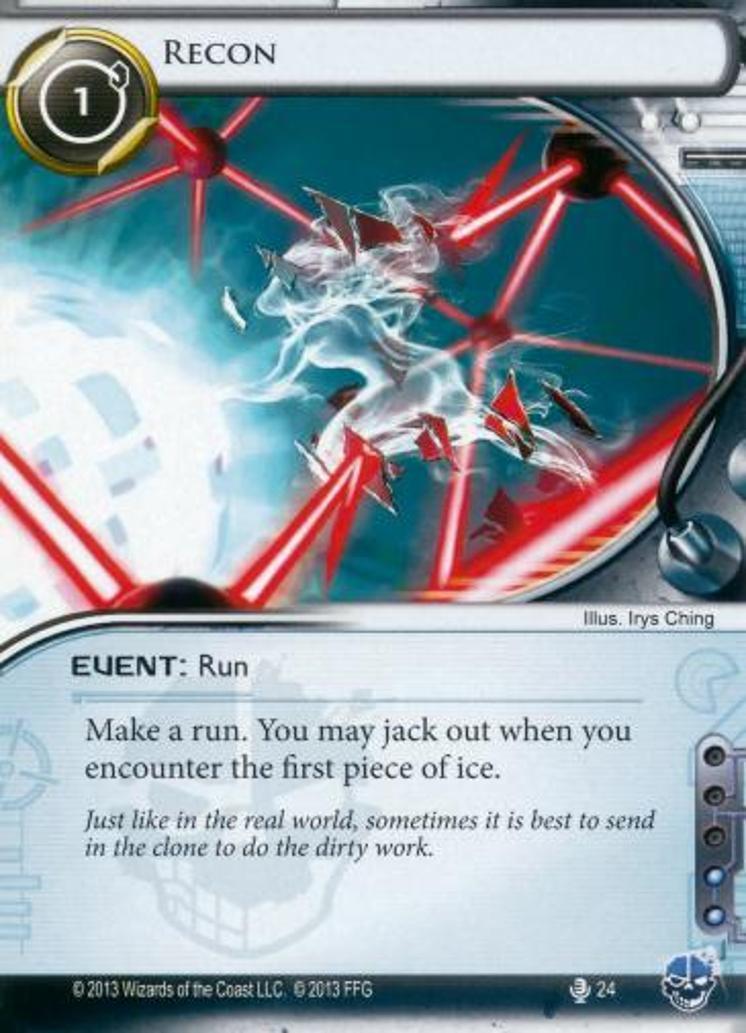 1
Recon
Illus. Irys Ching
EVENT: Run
Make a run. You may jack out when you
encounter the first piece of ice.
Just like in the real world, sometimes it is best to send
in the clone to do the dirty work.
© 2013 Wizards of the Coast LLC. © 2013 FFG 24